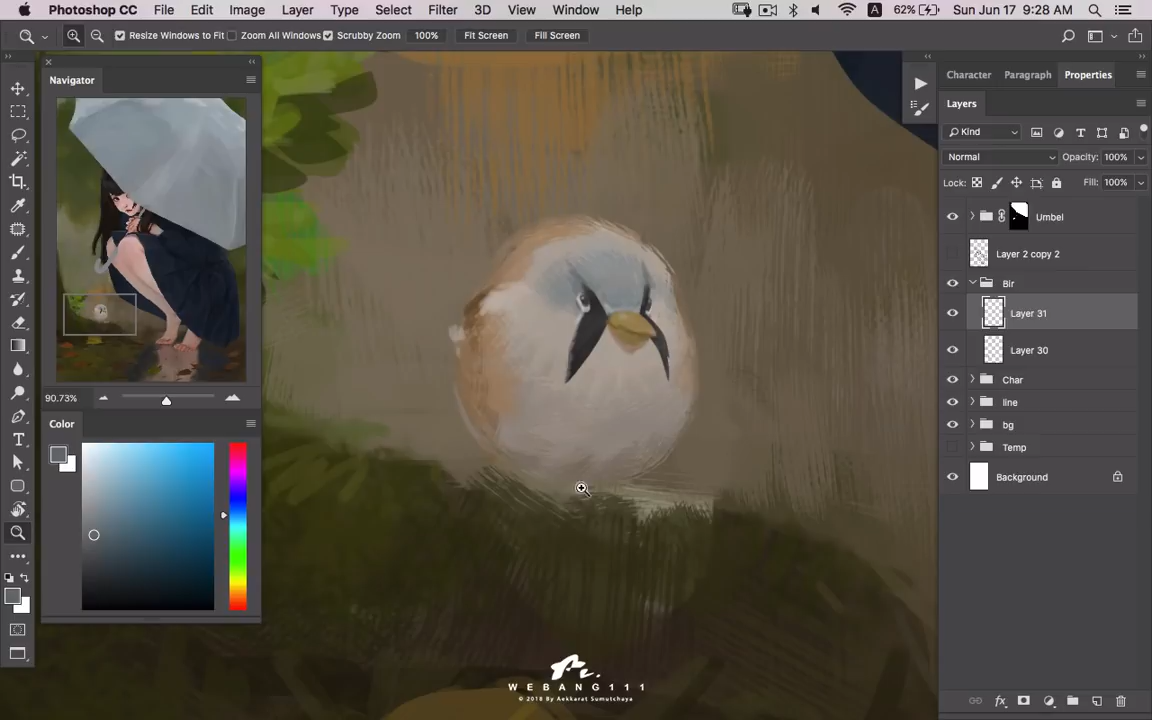 Photoshop CC File Edit Image Layer Type Select Filter 3D View Window Help A 62% Sun Jun 17 9:28 AM
Resize Windows to Fit Zoom All Windows Scrubby Zoom 100% Fit Screen Fill Screen
Navigator
90.73%
Color
Character Paragraph Properties
Layers
Kind
Normal Opacity: 100%
Lock: Fill: 100%
Umbel
Layer 2 copy 2
Bir
Layer 31
Layer 30
Char
line
bg
Temp
Background
WEBANG111
© 2018 By Aekkarat Sumutchaya